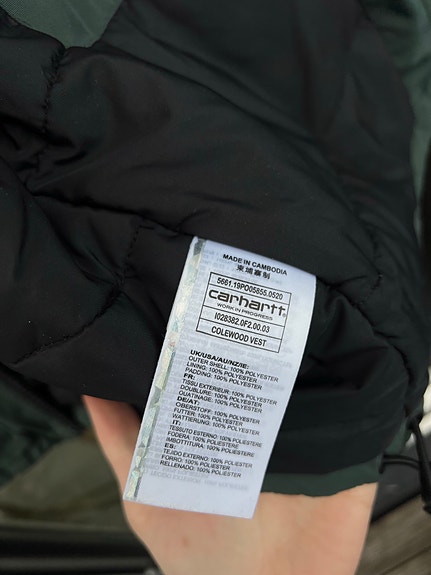 MADE IN CAMBODIA
柬埔寨制
5661.19PO05855.0520
carhartt
WORK IN PROGRESS
I028382.0F2.00.03
COLEWOOD VEST
UK/USA/AU/NZ/IE:
OUTER SHELL: 100% POLYESTER
LINING: 100% POLYESTER
PADDING: 100% POLYESTER
FR:
TISSU EXTERIEUR: 100% POLYESTER
DOUBLURE: 100% POLYESTER
OUATINAGE: 100% POLYESTER
DE/AT:
OBERSTOFF: 100% POLYESTER
FUTTER: 100% POLYESTER
WATTIERUNG: 100% POLYESTER
IT:
TESSUTO ESTERNO: 100% POLIESTERE
FODERA: 100% POLIESTERE
IMBOTTITURA: 100% POLIESTERE
ES:
TEJIDO EXTERNO: 100% POLIESTER
FORRO: 100% POLIESTER
RELLENADO: 100% POLIESTER